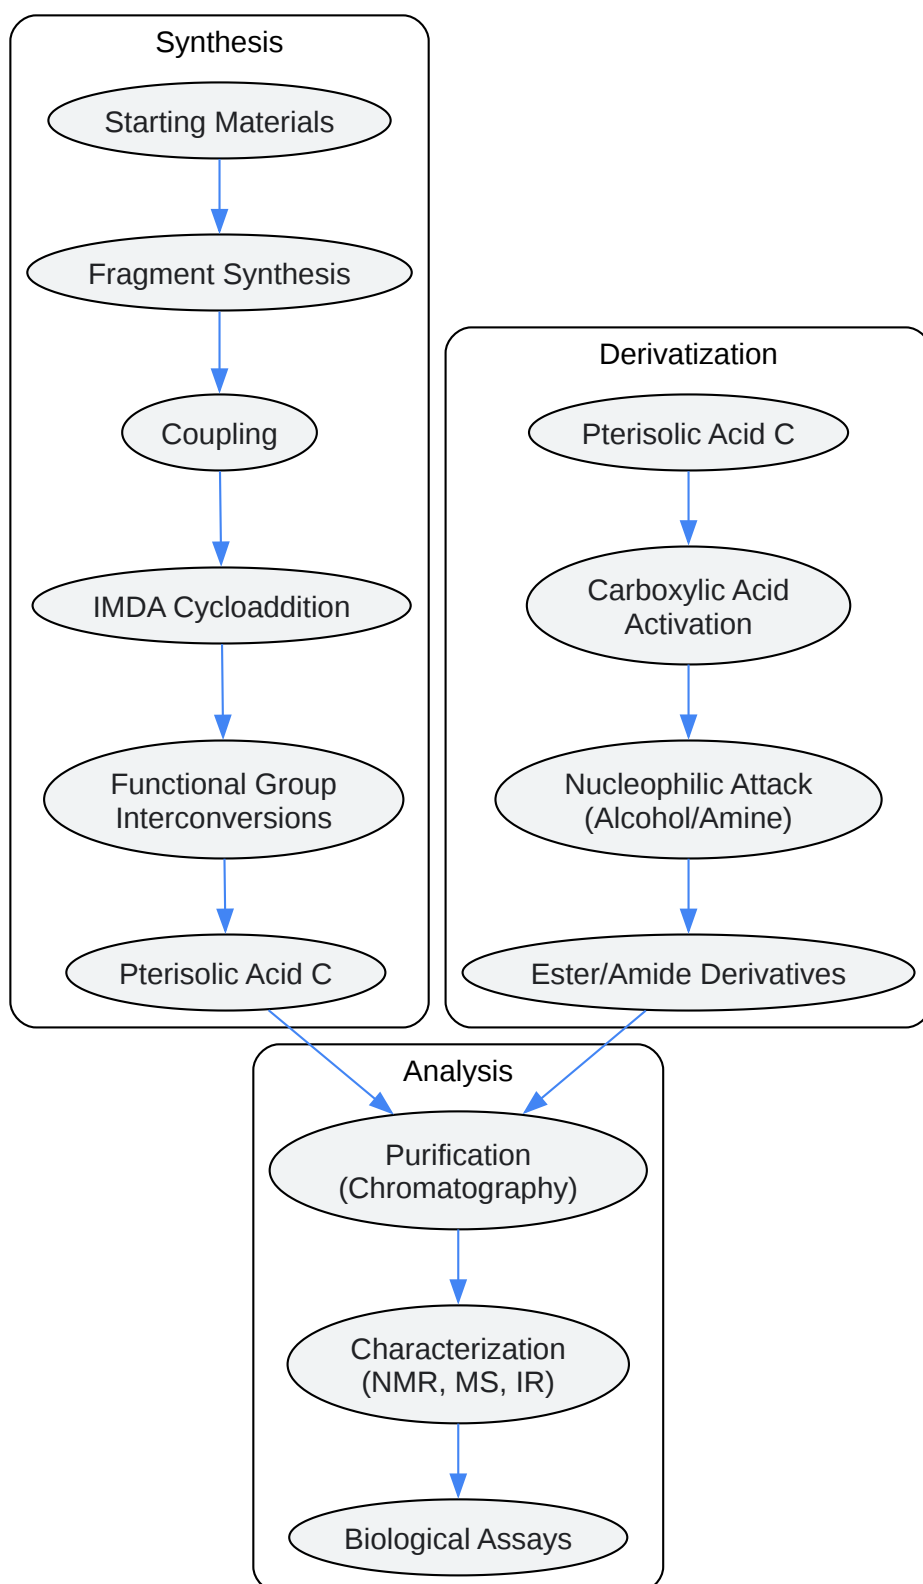 Synthesis
Starting Materials
Fragment Synthesis
Coupling
IMDA Cycloaddition
Functional Group
Interconversions
Pterisolic Acid C
Derivatization
Pterisolic Acid C
Carboxylic Acid
Activation
Nucleophilic Attack
(Alcohol/Amine)
Ester/Amide Derivatives
Analysis
Purification
(Chromatography)
Characterization
(NMR, MS, IR)
Biological Assays